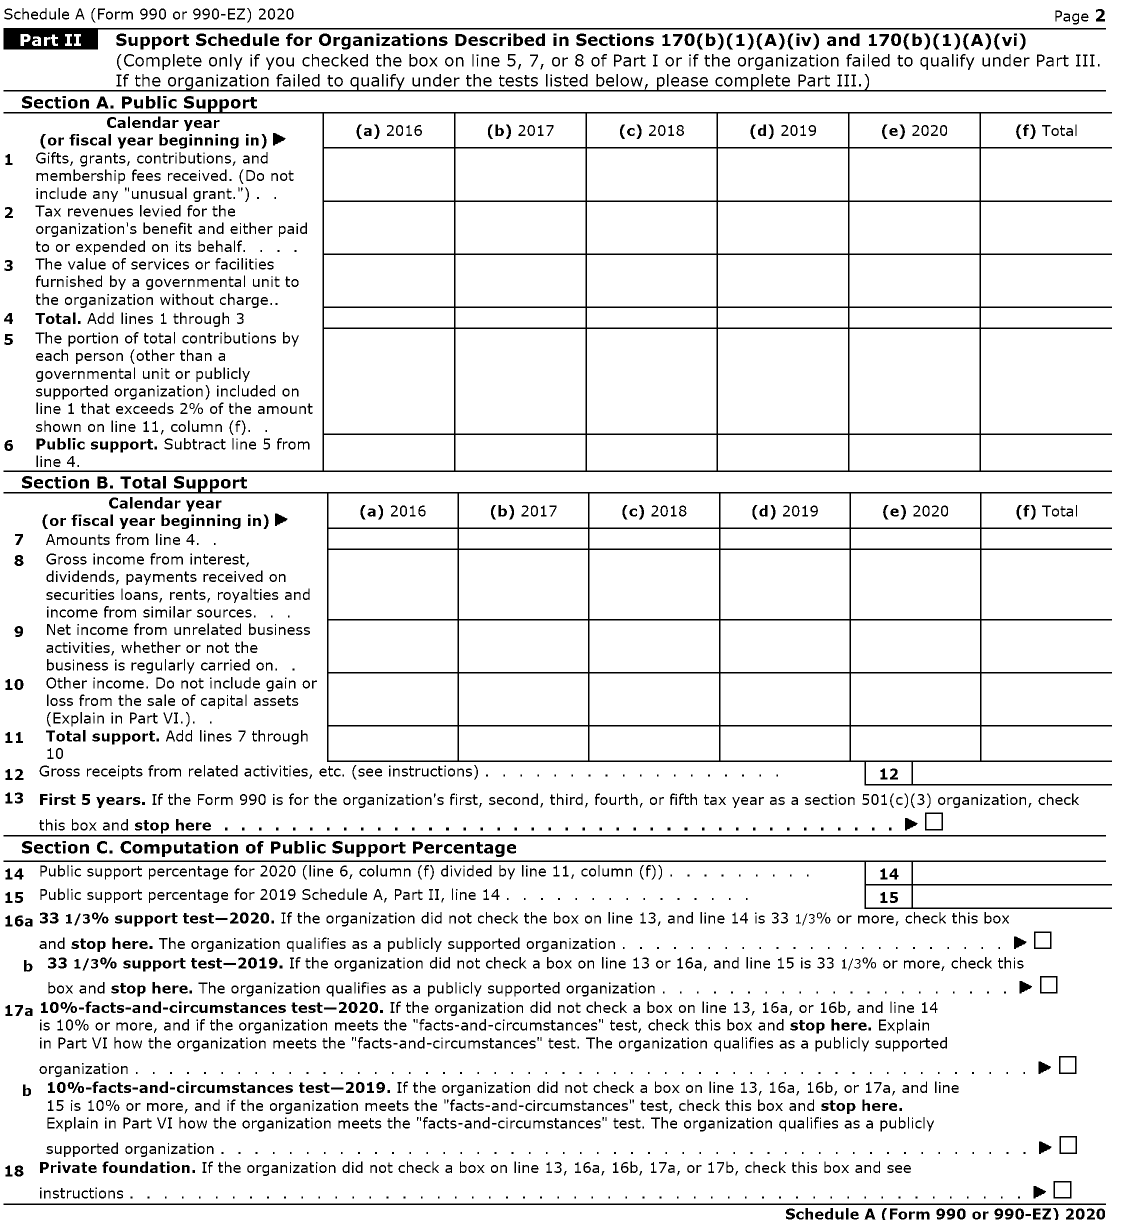 Schedule A (Form 990 or 990-EZ) 2020 Page 2
Part II Support Schedule for Organizations Described in Sections 170(b)(1)(A)(iv) and 170(b)(1)(A)(vi)
(Complete only if you checked the box on line 5, 7, or 8 of Part I or if the organization failed to qualify under Part III.
If the organization failed to qualify under the tests listed below, please complete Part III.)
Section A. Public Support
Calendar year
(or fiscal year beginning in) ▶ (a) 2016 (b) 2017 (c) 2018 (d) 2019 (e) 2020 (f) Total
1 Gifts, grants, contributions, and
membership fees received. (Do not
include any "unusual grant.") . .
2 Tax revenues levied for the
organization's benefit and either paid
to or expended on its behalf. . . .
3 The value of services or facilities
furnished by a governmental unit to
the organization without charge..
4 Total. Add lines 1 through 3
5 The portion of total contributions by
each person (other than a
governmental unit or publicly
supported organization) included on
line 1 that exceeds 2% of the amount
shown on line 11, column (f). .
6 Public support. Subtract line 5 from
line 4.
Section B. Total Support
Calendar year
(or fiscal year beginning in) ▶ (a) 2016 (b) 2017 (c) 2018 (d) 2019 (e) 2020 (f) Total
7 Amounts from line 4. .
8 Gross income from interest,
dividends, payments received on
securities loans, rents, royalties and
income from similar sources. . .
9 Net income from unrelated business
activities, whether or not the
business is regularly carried on. .
10 Other income. Do not include gain or
loss from the sale of capital assets
(Explain in Part VI.). .
11 Total support. Add lines 7 through
10
12 Gross receipts from related activities, etc. (see instructions) . . . . . . . . . . . . . . . . . . 12
13 First 5 years. If the Form 990 is for the organization's first, second, third, fourth, or fifth tax year as a section 501(c)(3) organization, check
this box and stop here . . . . . . . . . . . . . . . . . . . . . . . . . . . . . . . . . . . . . . . ▶ ☐
Section C. Computation of Public Support Percentage
14 Public support percentage for 2020 (line 6, column (f) divided by line 11, column (f)) . . . . . . . . . 14
15 Public support percentage for 2019 Schedule A, Part II, line 14 . . . . . . . . . . . . . . . 15
16a 33 1/3% support test—2020. If the organization did not check the box on line 13, and line 14 is 33 1/3% or more, check this box
and stop here. The organization qualifies as a publicly supported organization . . . . . . . . . . . . . . . . . . . . . . . ▶ ☐
b 33 1/3% support test—2019. If the organization did not check a box on line 13 or 16a, and line 15 is 33 1/3% or more, check this
box and stop here. The organization qualifies as a publicly supported organization . . . . . . . . . . . . . . . . . . . . . ▶ ☐
17a 10%-facts-and-circumstances test—2020. If the organization did not check a box on line 13, 16a, or 16b, and line 14
is 10% or more, and if the organization meets the "facts-and-circumstances" test, check this box and stop here. Explain
in Part VI how the organization meets the "facts-and-circumstances" test. The organization qualifies as a publicly supported
organization . . . . . . . . . . . . . . . . . . . . . . . . . . . . . . . . . . . . . . . . . . . . . . . . . . . . . . ▶ ☐
b 10%-facts-and-circumstances test—2019. If the organization did not check a box on line 13, 16a, 16b, or 17a, and line
15 is 10% or more, and if the organization meets the "facts-and-circumstances" test, check this box and stop here.
Explain in Part VI how the organization meets the "facts-and-circumstances" test. The organization qualifies as a publicly
supported organization . . . . . . . . . . . . . . . . . . . . . . . . . . . . . . . . . . . . . . . . . . . . . . . . . ▶ ☐
18 Private foundation. If the organization did not check a box on line 13, 16a, 16b, 17a, or 17b, check this box and see
instructions . . . . . . . . . . . . . . . . . . . . . . . . . . . . . . . . . . . . . . . . . . . . . . . . . . . . . . ▶ ☐
Schedule A (Form 990 or 990-EZ) 2020